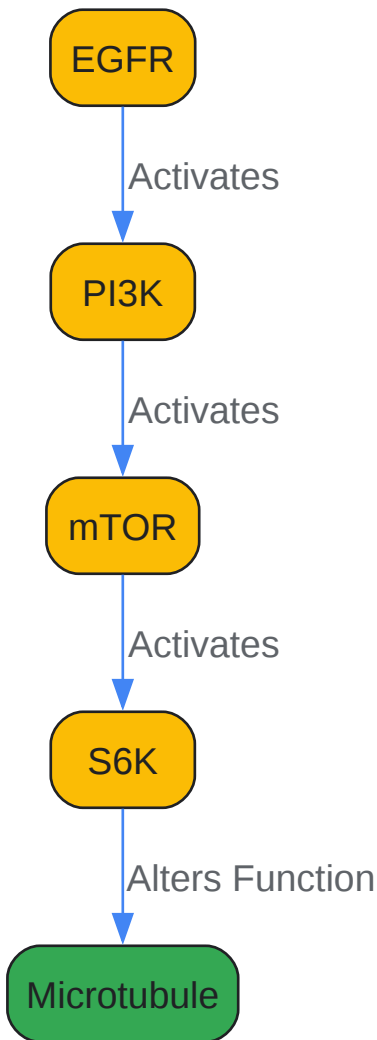 EGFR
Activates
PI3K
Activates
mTOR
Activates
S6K
Alters Function
Microtubule